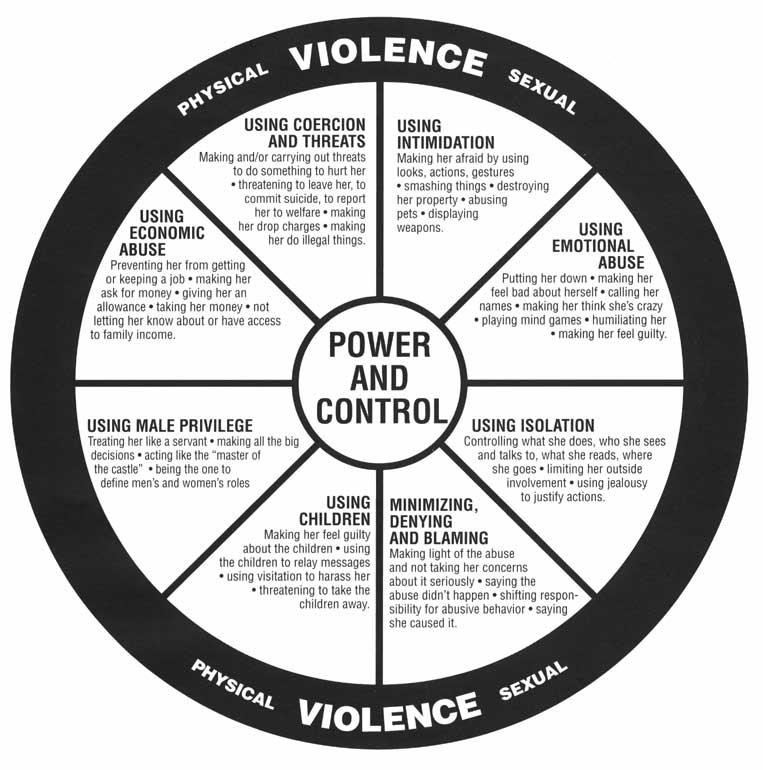 PHYSICAL VIOLENCE SEXUAL
USING COERCION
AND THREATS
Making and/or carrying out threats
to do something to hurt her
• threatening to leave her, to
commit suicide, to report
her to welfare • making
her drop charges • making
her do illegal things.
USING
INTIMIDATION
Making her afraid by using
looks, actions, gestures
• smashing things • destroying
her property • abusing
pets • displaying
weapons.
USING
ECONOMIC
ABUSE
Preventing her from getting
or keeping a job • making her
ask for money • giving her an
allowance • taking her money • not
letting her know about or have access
to family income.
USING
EMOTIONAL
ABUSE
Putting her down • making her
feel bad about herself • calling her
names • making her think she's crazy
• playing mind games • humiliating her
• making her feel guilty.
POWER
AND
CONTROL
USING MALE PRIVILEGE
Treating her like a servant • making all the big
decisions • acting like the “master of
the castle” • being the one to
define men's and women's roles
USING ISOLATION
Controlling what she does, who she sees
and talks to, what she reads, where
she goes • limiting her outside
involvement • using jealousy
to justify actions.
USING
CHILDREN
Making her feel guilty
about the children • using
the children to relay messages
• using visitation to harass her
• threatening to take the
children away.
MINIMIZING,
DENYING
AND BLAMING
Making light of the abuse
and not taking her concerns
about it seriously • saying the
abuse didn't happen • shifting respon-
sibility for abusive behavior • saying
she caused it.
PHYSICAL VIOLENCE SEXUAL